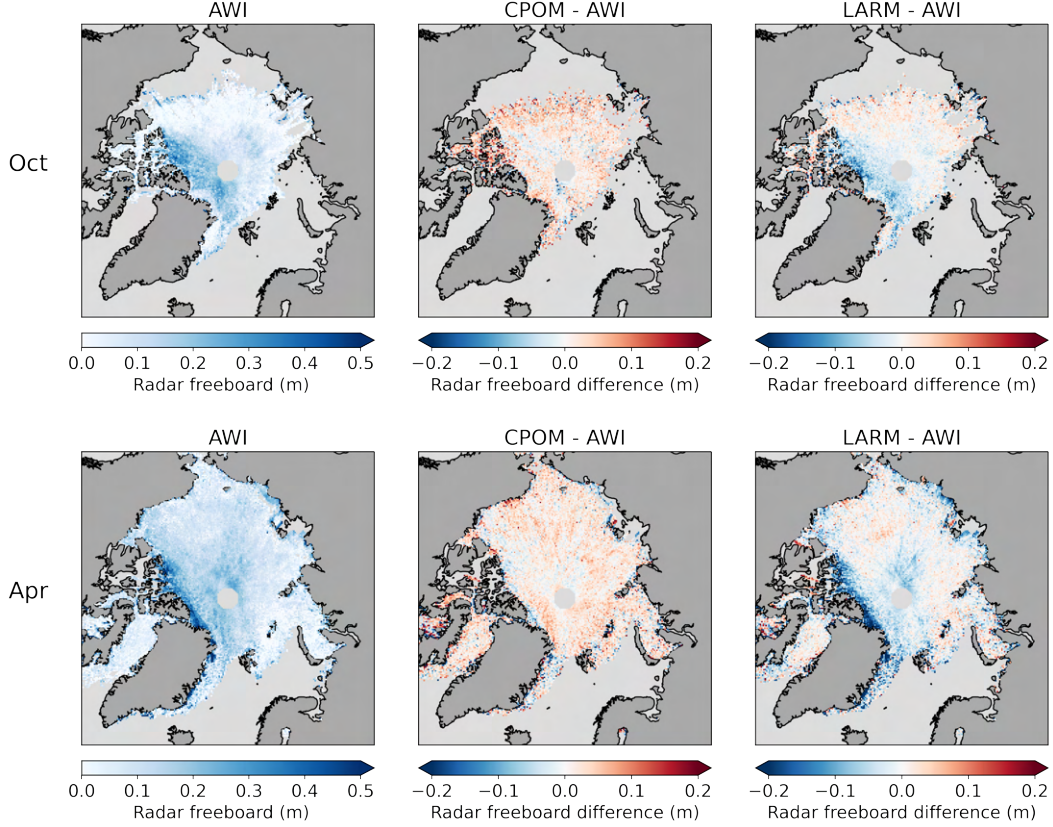 AWI CPOM - AWI LARM - AWI
Oct
0.0 0.1 0.2 0.3 0.4 0.5 −0.2 −0.1 0.0 0.1 0.2 −0.2 −0.1 0.0 0.1 0.2
Radar freeboard (m) Radar freeboard difference (m) Radar freeboard difference (m)
AWI CPOM - AWI LARM - AWI
Apr
0.0 0.1 0.2 0.3 0.4 0.5 −0.2 −0.1 0.0 0.1 0.2 −0.2 −0.1 0.0 0.1 0.2
Radar freeboard (m) Radar freeboard difference (m) Radar freeboard difference (m)